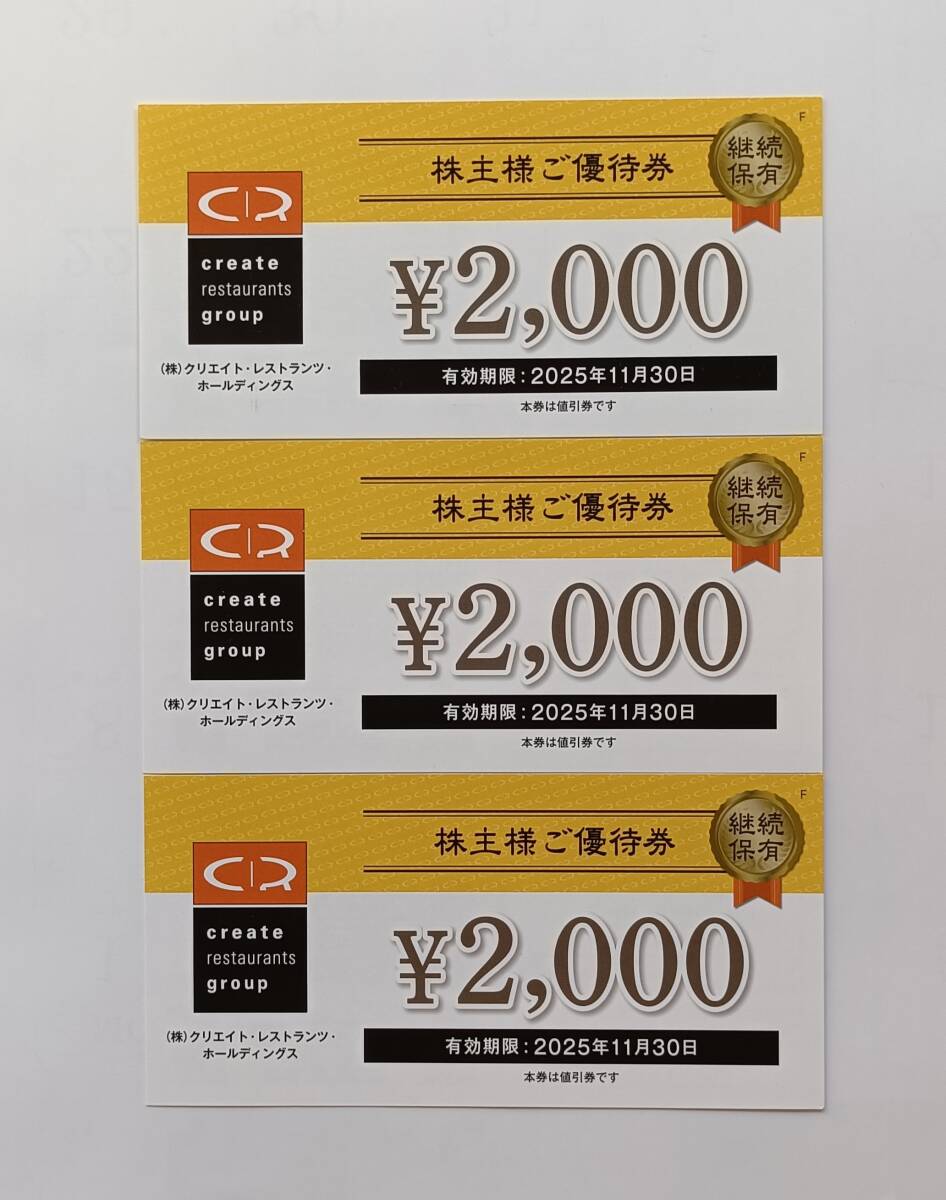 F
株主様ご優待券
継続
保有
CR
create
restaurants
group
¥2,000
(株)クリエイト・レストランツ・
ホールディングス
有効期限：2025年11月30日
本券は値引券です
F
株主様ご優待券
継続
保有
CR
create
restaurants
group
¥2,000
(株)クリエイト・レストランツ・
ホールディングス
有効期限：2025年11月30日
本券は値引券です
F
株主様ご優待券
継続
保有
CR
create
restaurants
group
¥2,000
(株)クリエイト・レストランツ・
ホールディングス
有効期限：2025年11月30日
本券は値引券です